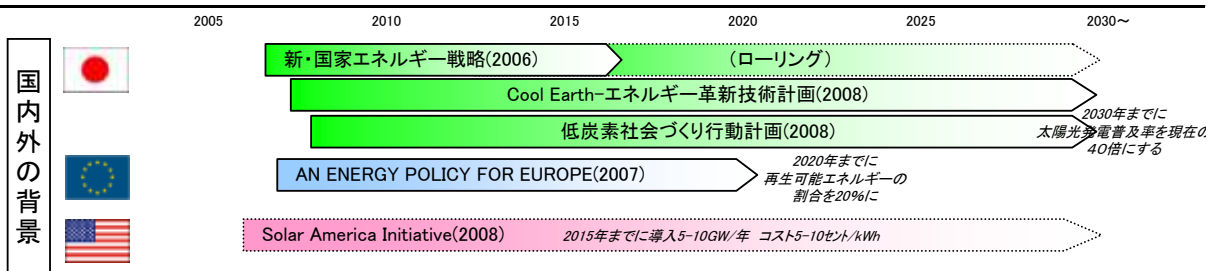 2005 2010 2015 2020 2025 2030～
国内外の背景
新・国家エネルギー戦略(2006) (ローリング)
Cool Earth-エネルギー革新技術計画(2008)
低炭素社会づくり行動計画(2008)
2030年までに
太陽光発電普及率を現在の
40倍にする
AN ENERGY POLICY FOR EUROPE(2007)
2020年までに
再生可能エネルギーの
割合を20%に
Solar America Initiative(2008) 2015年までに導入5-10GW/年 コスト5-10セント/kWh